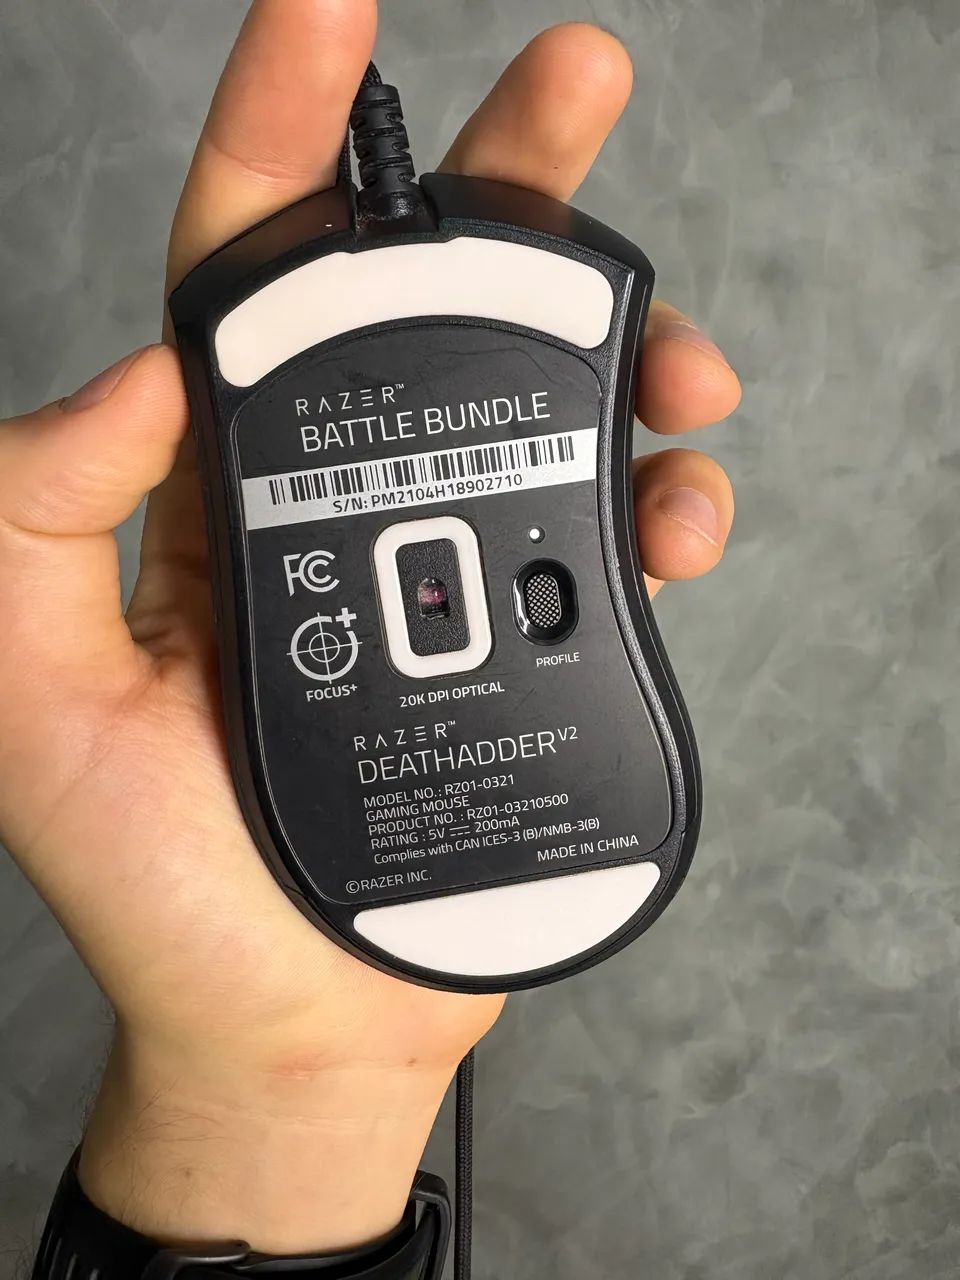 RAZER™
BATTLE BUNDLE
S/N: PM2104H18902710
FC
FOCUS+
20K DPI OPTICAL
PROFILE
RAZER™
DEATHADDER V2
MODEL NO.: RZ01-0321
GAMING MOUSE
PRODUCT NO. : RZ01-03210500
RATING : 5V ⎓ 200mA
Complies with CAN ICES-3 (B)/NMB-3(B)
MADE IN CHINA
©RAZER INC.